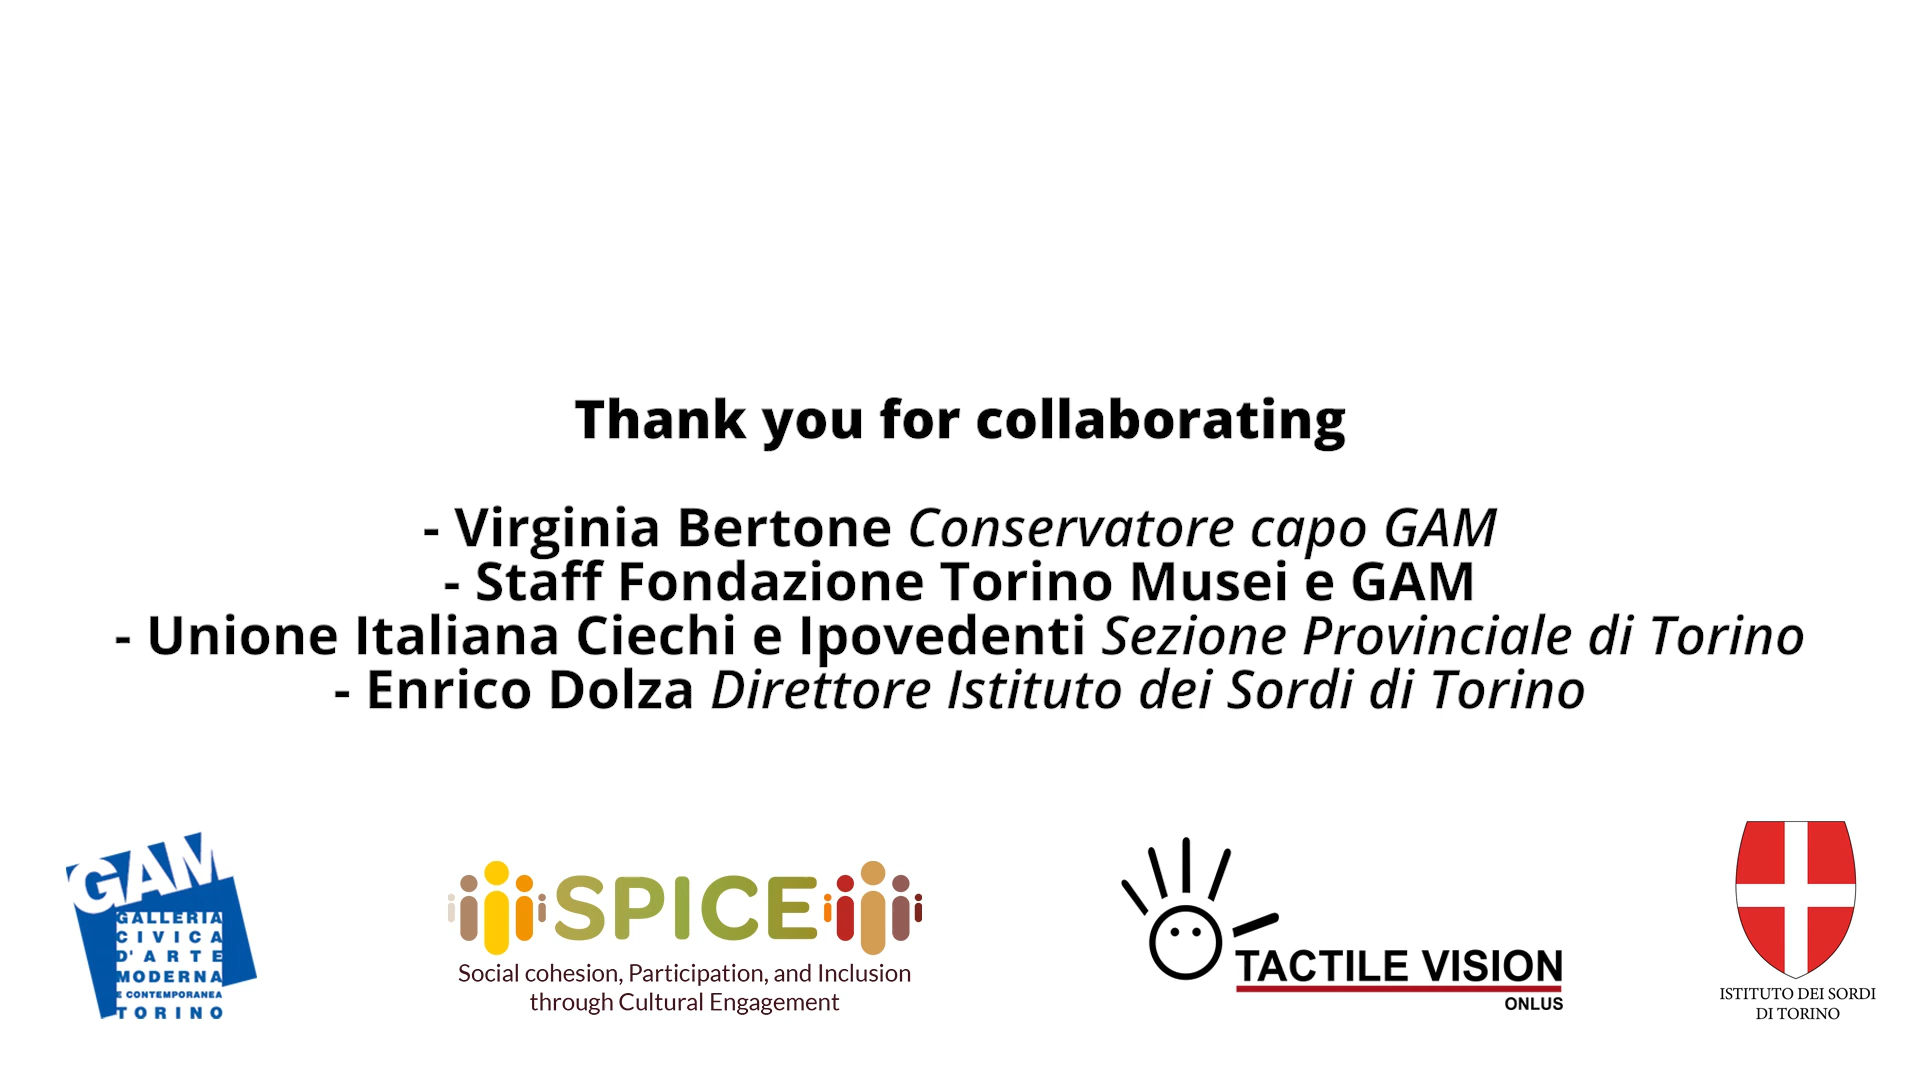 Thank you for collaborating
- Virginia Bertone Conservatore capo GAM
- Staff Fondazione Torino Musei e GAM
- Unione Italiana Ciechi e Ipovedenti Sezione Provinciale di Torino
- Enrico Dolza Direttore Istituto dei Sordi di Torino
GAM
GALLERIA
CIVICA
D'ARTE
MODERNA
E CONTEMPORANEA
TORINO
SPICE
Social cohesion, Participation, and Inclusion
through Cultural Engagement
TACTILE VISION
ONLUS
ISTITUTO DEI SORDI
DI TORINO